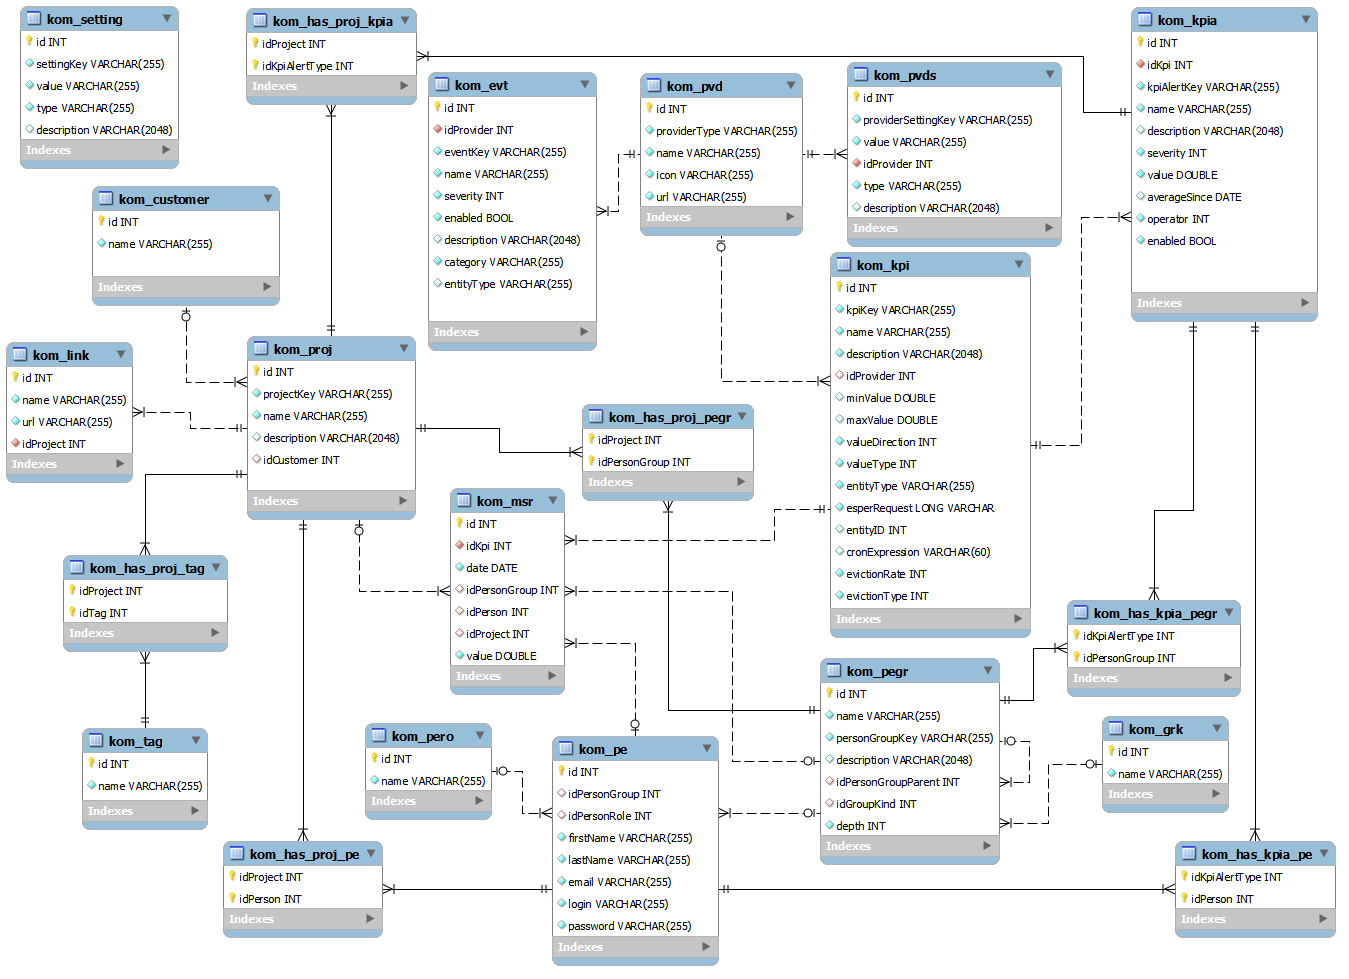 kom_setting
id INT
settingKey VARCHAR(255)
value VARCHAR(255)
type VARCHAR(255)
description VARCHAR(2048)
Indexes
kom_has_proj_kpia
idProject INT
idKpiAlertType INT
Indexes
kom_evt
id INT
idProvider INT
eventKey VARCHAR(255)
name VARCHAR(255)
severity INT
enabled BOOL
description VARCHAR(2048)
category VARCHAR(255)
entityType VARCHAR(255)
Indexes
kom_pvd
id INT
providerType VARCHAR(255)
name VARCHAR(255)
icon VARCHAR(255)
url VARCHAR(255)
Indexes
kom_pvds
id INT
providerSettingKey VARCHAR(255)
value VARCHAR(255)
idProvider INT
type VARCHAR(255)
description VARCHAR(2048)
Indexes
kom_kpia
id INT
idKpi INT
kpiAlertKey VARCHAR(255)
name VARCHAR(255)
description VARCHAR(2048)
severity INT
value DOUBLE
averageSince DATE
operator INT
enabled BOOL
Indexes
kom_customer
id INT
name VARCHAR(255)
Indexes
kom_link
id INT
name VARCHAR(255)
url VARCHAR(255)
idProject INT
Indexes
kom_proj
id INT
projectKey VARCHAR(255)
name VARCHAR(255)
description VARCHAR(2048)
idCustomer INT
Indexes
kom_kpi
id INT
kpiKey VARCHAR(255)
name VARCHAR(255)
description VARCHAR(2048)
idProvider INT
minValue DOUBLE
maxValue DOUBLE
valueDirection INT
valueType INT
entityType VARCHAR(255)
esperRequest LONG VARCHAR
entityID INT
cronExpression VARCHAR(60)
evictionRate INT
evictionType INT
Indexes
kom_has_proj_pegr
idProject INT
idPersonGroup INT
Indexes
kom_msr
id INT
idKpi INT
date DATE
idPersonGroup INT
idPerson INT
idProject INT
value DOUBLE
Indexes
kom_has_proj_tag
idProject INT
idTag INT
Indexes
kom_has_kpia_pegr
idKpiAlertType INT
idPersonGroup INT
Indexes
kom_pegr
id INT
name VARCHAR(255)
personGroupKey VARCHAR(255)
description VARCHAR(2048)
idPersonGroupParent INT
idGroupKind INT
depth INT
Indexes
kom_tag
id INT
name VARCHAR(255)
Indexes
kom_pero
id INT
name VARCHAR(255)
Indexes
kom_pe
id INT
idPersonGroup INT
idPersonRole INT
firstName VARCHAR(255)
lastName VARCHAR(255)
email VARCHAR(255)
login VARCHAR(255)
password VARCHAR(255)
Indexes
kom_grk
id INT
name VARCHAR(255)
Indexes
kom_has_proj_pe
idProject INT
idPerson INT
Indexes
kom_has_kpia_pe
idKpiAlertType INT
idPerson INT
Indexes